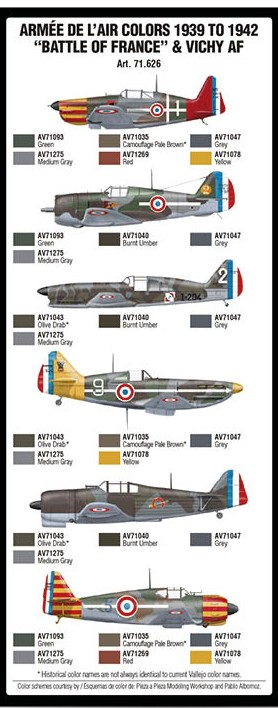 ARMÉE DE L'AIR COLORS 1939 TO 1942
"BATTLE OF FRANCE" & VICHY AF
Art. 71.626
AV71093 AV71035 AV71047
Green Camouflage Pale Brown* Grey
AV71275 AV71269 AV71078
Medium Gray Red Yellow
AV71093 AV71040 AV71047
Green Burnt Umber Grey
AV71275
Medium Gray
2
T-204
AV71043 AV71040 AV71047
Olive Drab* Burnt Umber Grey
AV71275
Medium Gray
9
AV71043 AV71035 AV71047
Olive Drab* Camouflage Pale Brown* Grey
AV71275 AV71078
Medium Gray Yellow
AV71043 AV71040 AV71047
Olive Drab* Burnt Umber Grey
AV71275
Medium Gray
AV71093 AV71035 AV71047
Green Camouflage Pale Brown* Grey
AV71275 AV71269 AV71078
Medium Gray Red Yellow
* Historical color names are not always identical to current Vallejo color names.
Color schemes courtesy by / Esquemas de color de: Pieza a Pieza Modeling Workshop and Pablo Albornoz.